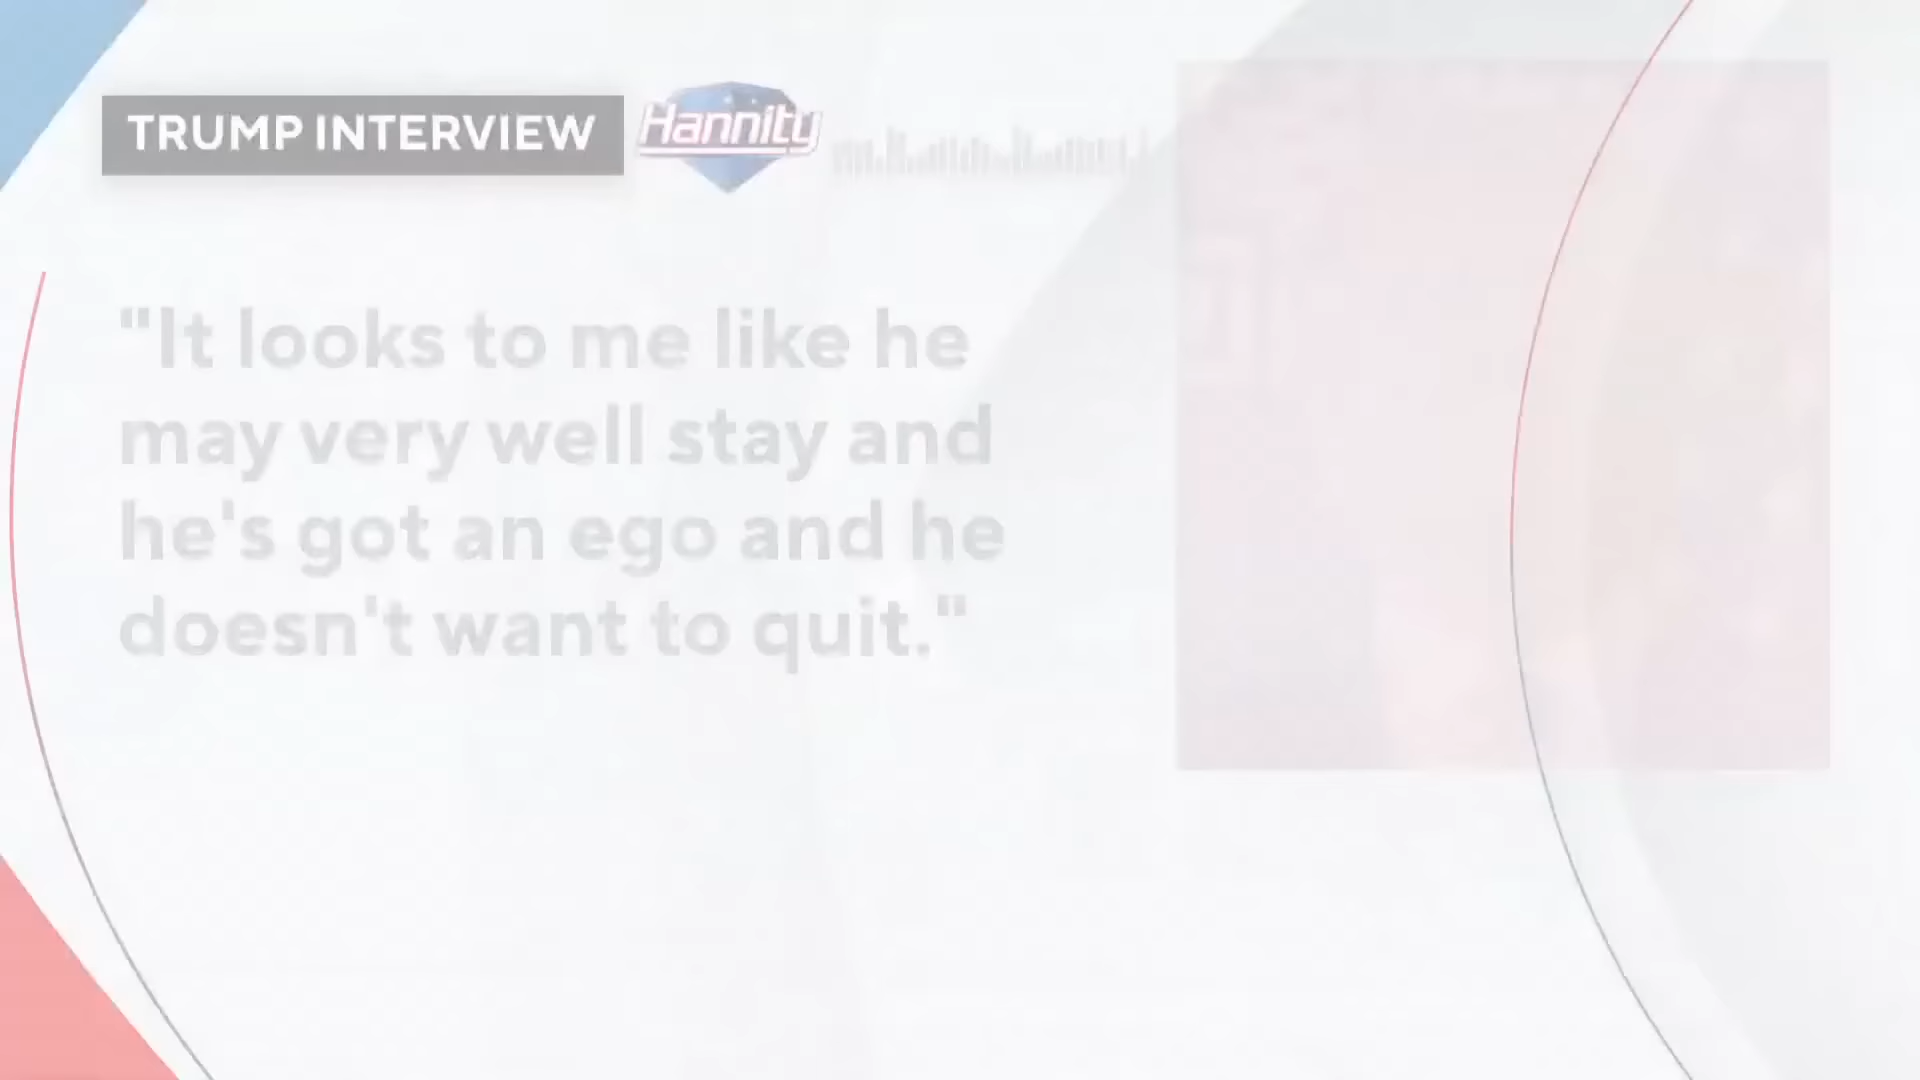 TRUMP INTERVIEW
Hannity
"It looks to me like he
may very well stay and
he's got an ego and he
doesn't want to quit."